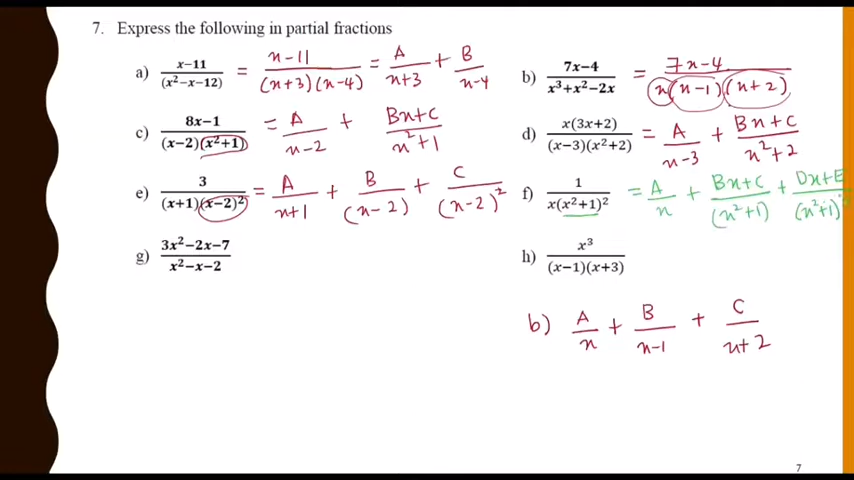 7. Express the following in partial fractions
a) x−11/(x²−x−12) = x-11/(x+3)(x-4) = A/x+3 + B/x-4
b) 7x−4/x³+x²−2x = 7x-4/x(x-1)(x+2)
c) 8x−1/(x−2)(x²+1) = A/x-2 + Bx+C/x²+1
d) x(3x+2)/(x−3)(x²+2) = A/x-3 + Bx+C/x²+2
e) 3/(x+1)(x−2)² = A/x+1 + B/(x-2) + C/(x-2)²
f) 1/x(x²+1)² = A/x + Bx+C/(x²+1) + Dx+E/(x²+1)²
g) 3x²−2x−7/x²−x−2
h) x³/(x−1)(x+3)
b) A/x + B/x-1 + C/x+2
7